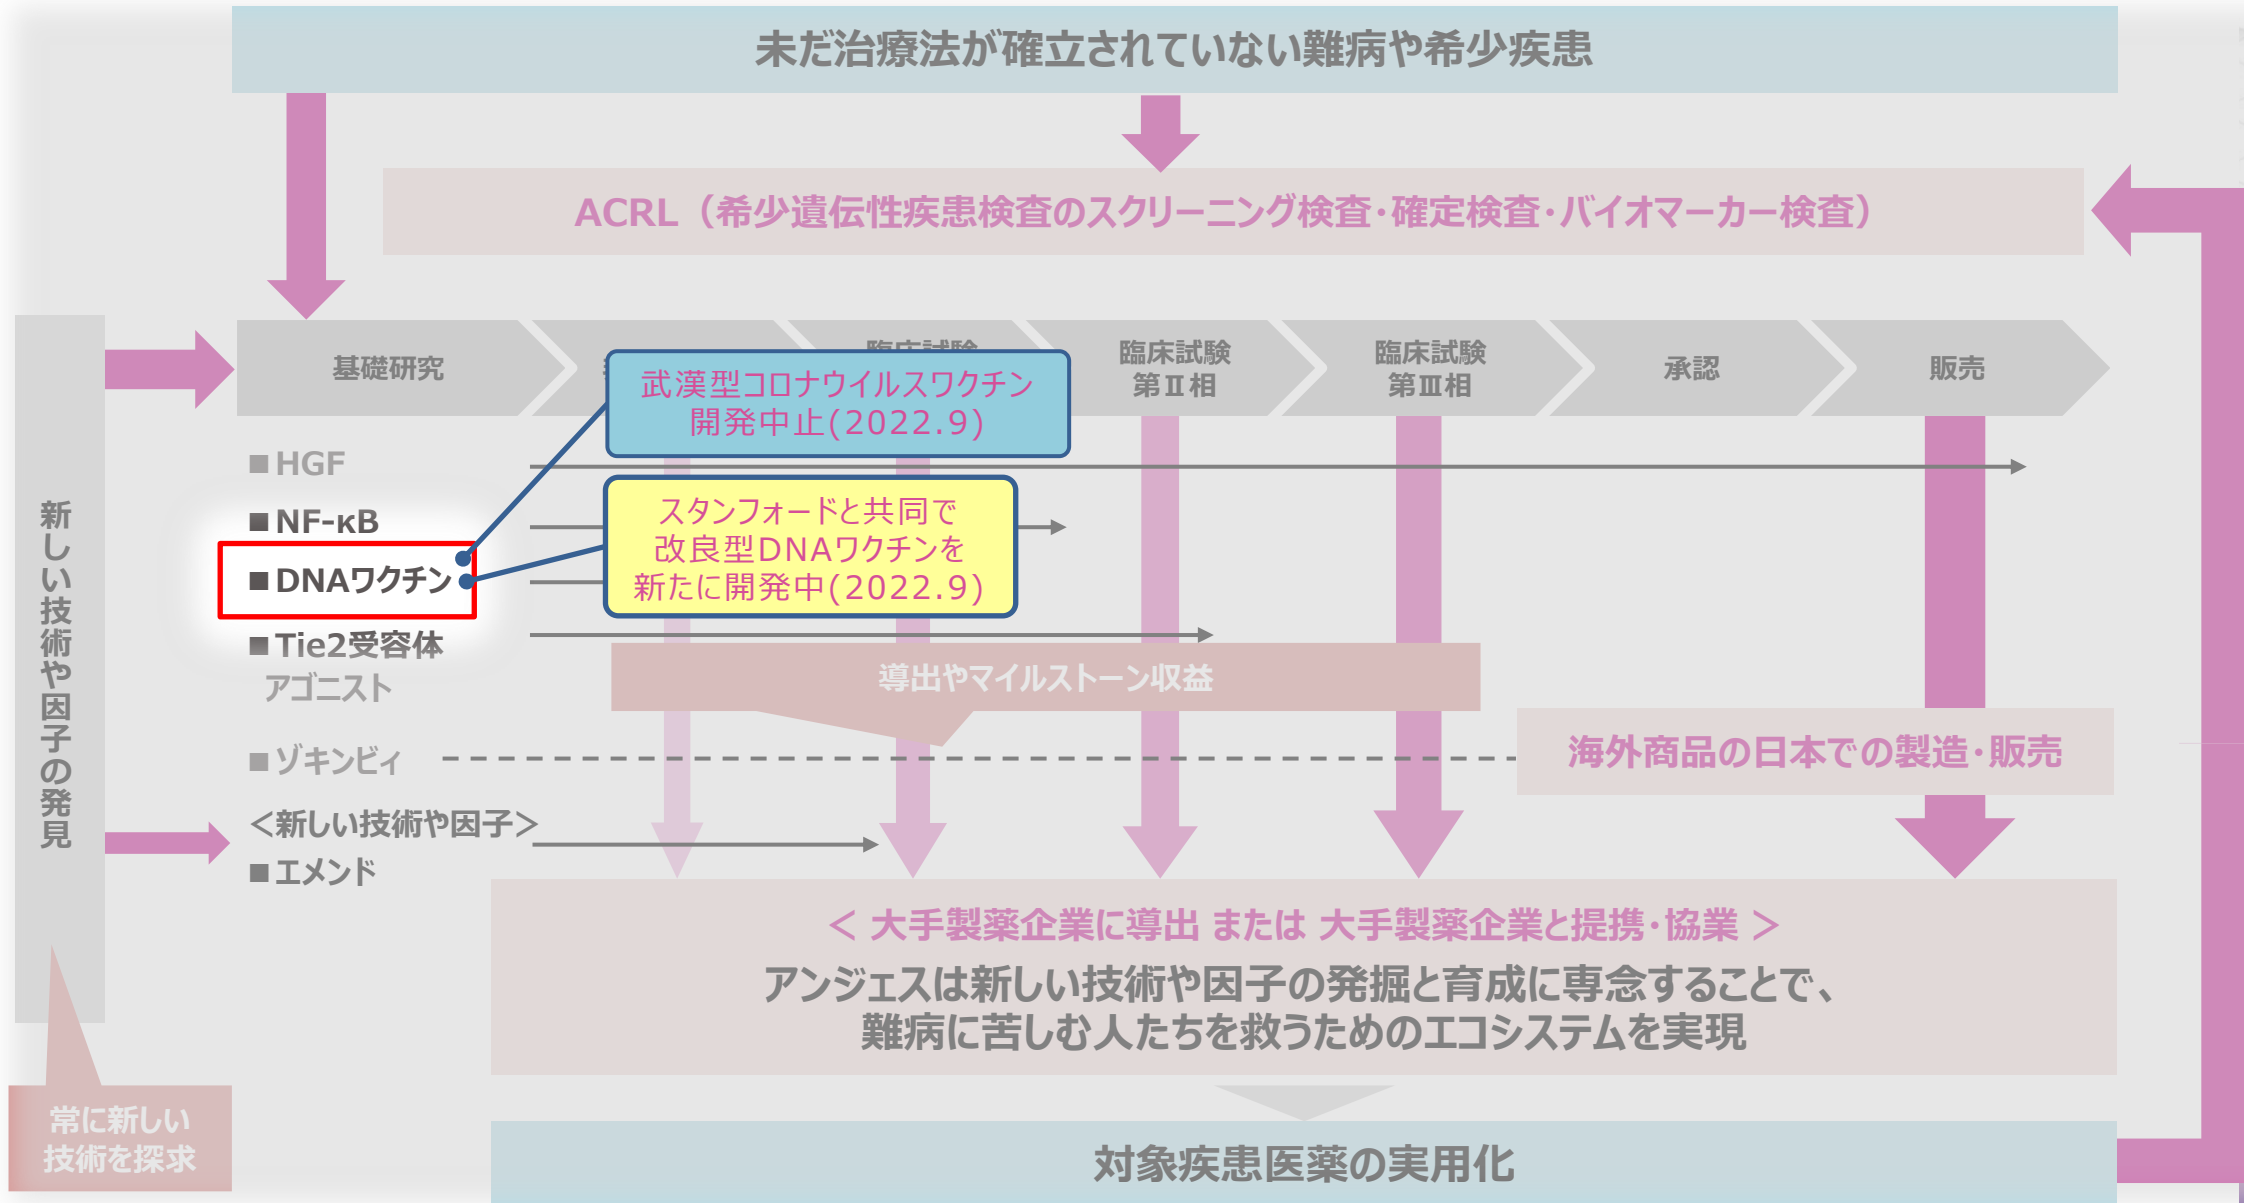 未だ治療法が確立されていない難病や希少疾患
ACRL（希少遺伝性疾患検査のスクリーニング検査・確定検査・バイオマーカー検査）
新しい技術や因子の発見
基礎研究
臨床試験
第Ⅱ相
臨床試験
第Ⅲ相
承認
販売
武漢型コロナウイルスワクチン
開発中止(2022.9)
■HGF
■NF-κB
■DNAワクチン
スタンフォードと共同で
改良型DNAワクチンを
新たに開発中(2022.9)
■Tie2受容体
アゴニスト
導出やマイルストーン収益
■ゾキンビィ
海外商品の日本での製造・販売
＜新しい技術や因子＞
■エメンド
＜ 大手製薬企業に導出 または 大手製薬企業と提携・協業 ＞
アンジェスは新しい技術や因子の発掘と育成に専念することで、
難病に苦しむ人たちを救うためのエコシステムを実現
常に新しい
技術を探求
対象疾患医薬の実用化